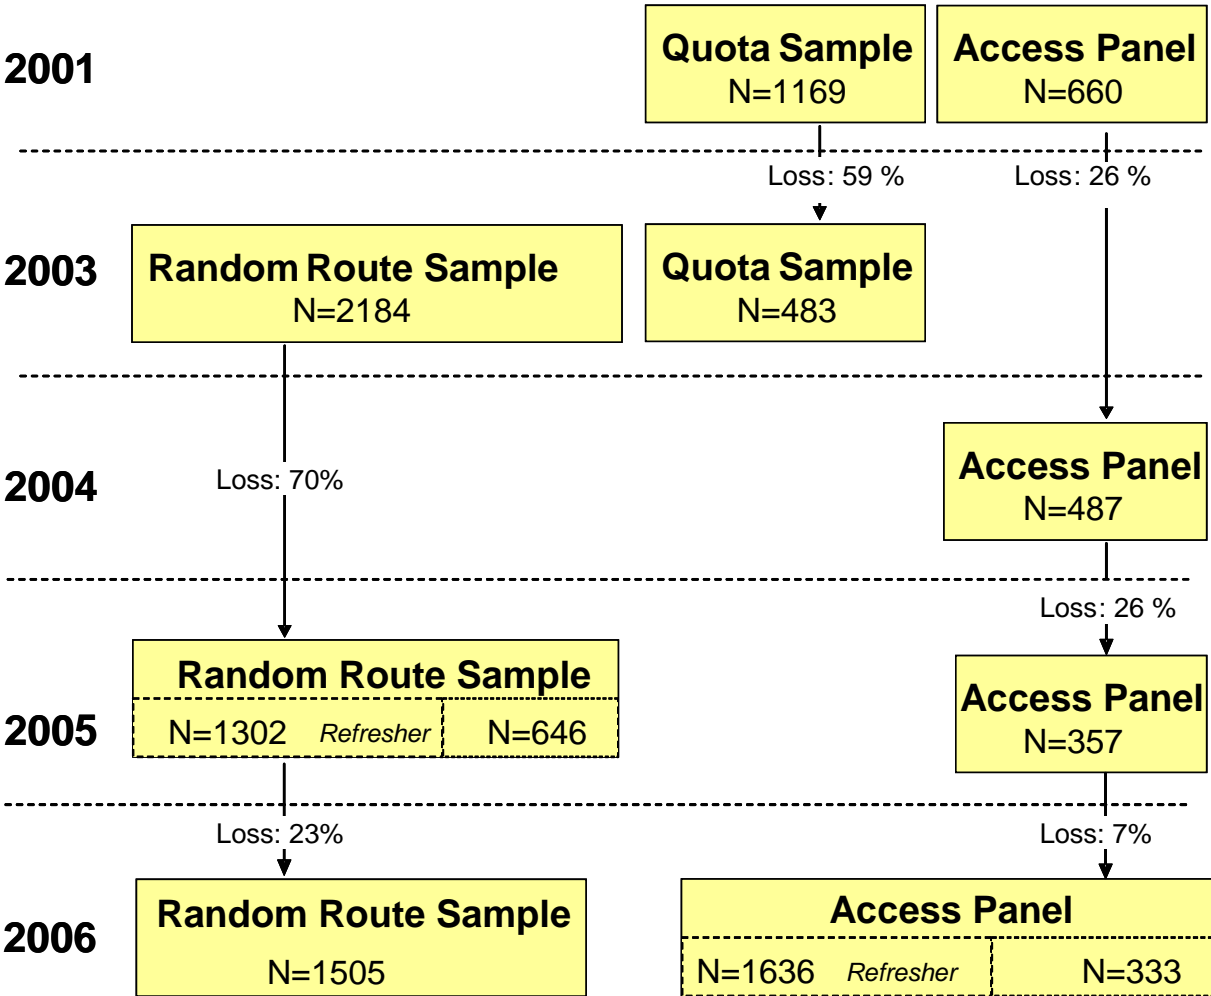 2001
Quota Sample
N=1169
Access Panel
N=660
Loss: 59 %
Loss: 26 %
2003
Random Route Sample
N=2184
Quota Sample
N=483
2004
Loss: 70%
Access Panel
N=487
Loss: 26 %
2005
Random Route Sample
N=1302 Refresher N=646
Access Panel
N=357
Loss: 23%
Loss: 7%
2006
Random Route Sample
N=1505
Access Panel
N=1636 Refresher N=333